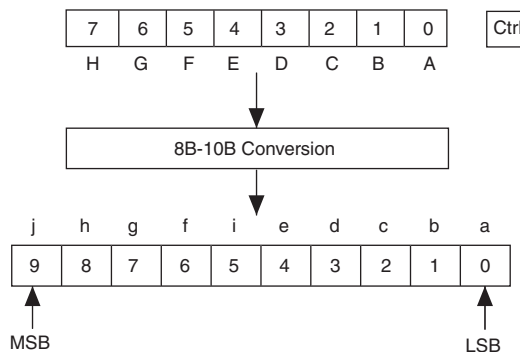 7 6 5 4 3 2 1 0 Ctrl
H G F E D C B A
8B-10B Conversion
j h g f i e d c b a
9 8 7 6 5 4 3 2 1 0
MSB LSB